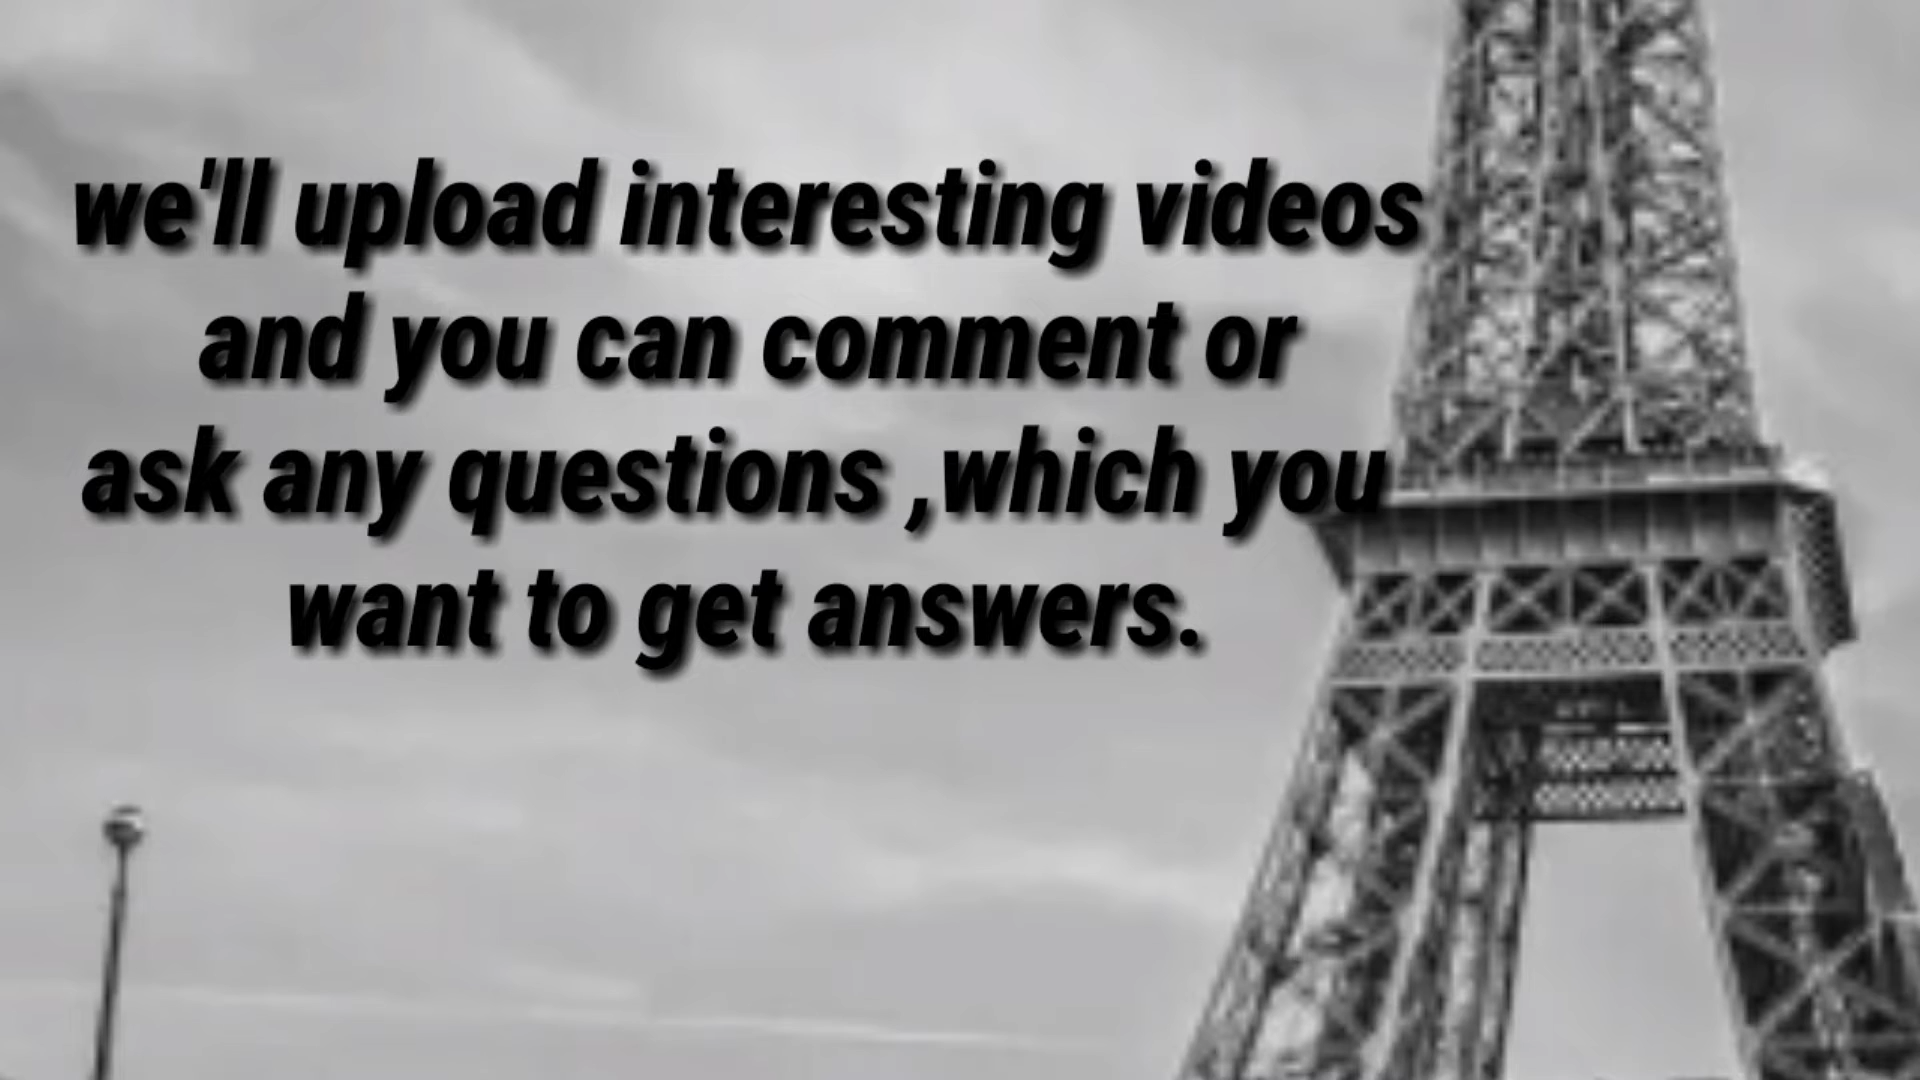 we'll upload interesting videos
and you can comment or
ask any questions ,which you
want to get answers.